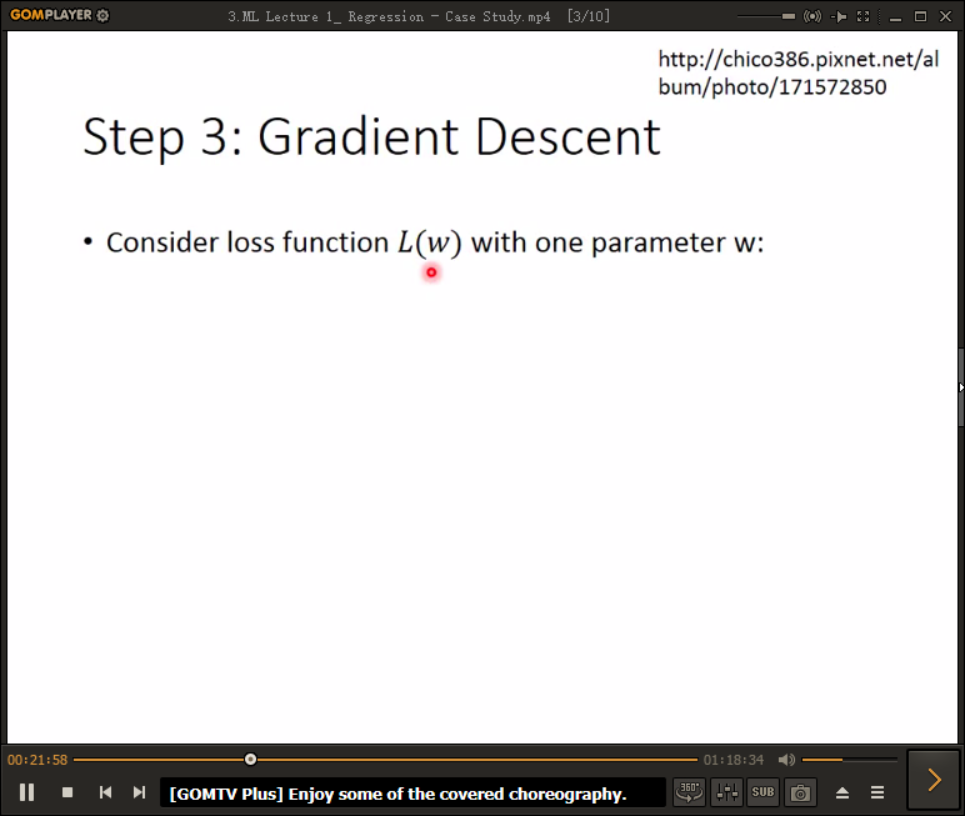 GOMPLAYER
3.ML Lecture 1_ Regression - Case Study.mp4 [3/10]
http://chico386.pixnet.net/al
bum/photo/171572850
Step 3: Gradient Descent
• Consider loss function L(w) with one parameter w:
00:21:58
01:18:34
[GOMTV Plus] Enjoy some of the covered choreography.
360°
SUB